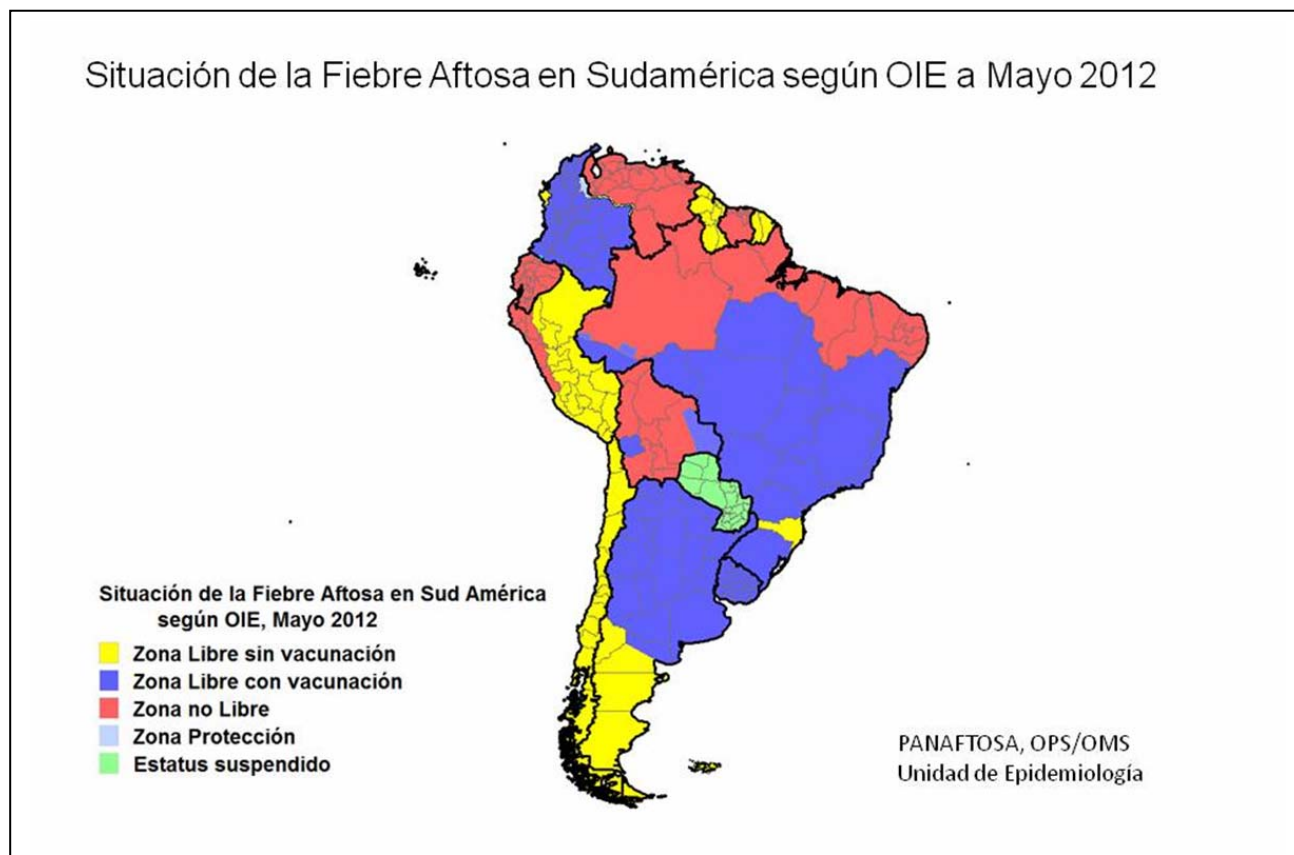 Situación de la Fiebre Aftosa en Sudamérica según OIE a Mayo 2012
Situación de la Fiebre Aftosa en Sud América
según OIE, Mayo 2012
Zona Libre sin vacunación
Zona Libre con vacunación
Zona no Libre
Zona Protección
Estatus suspendido
PANAFTOSA, OPS/OMS
Unidad de Epidemiología